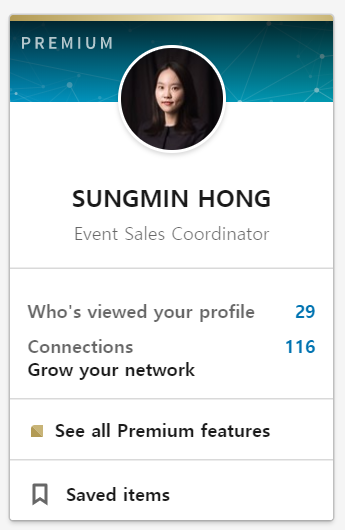 PREMIUM
SUNGMIN HONG
Event Sales Coordinator
Who's viewed your profile 29
Connections 116
Grow your network
See all Premium features
Saved items